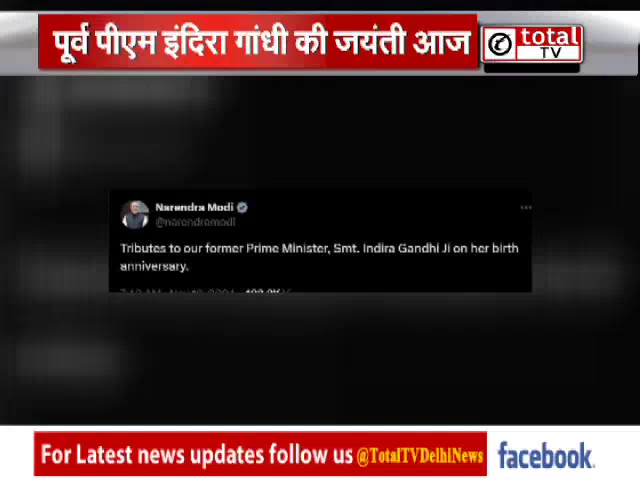 पूर्व पीएम इंदिरा गांधी की जयंती आज
total
TV
Narendra Modi
@narendramodi
Tributes to our former Prime Minister, Smt. Indira Gandhi Ji on her birth
anniversary.
For Latest news updates follow us @TotalTVDelhiNews facebook.